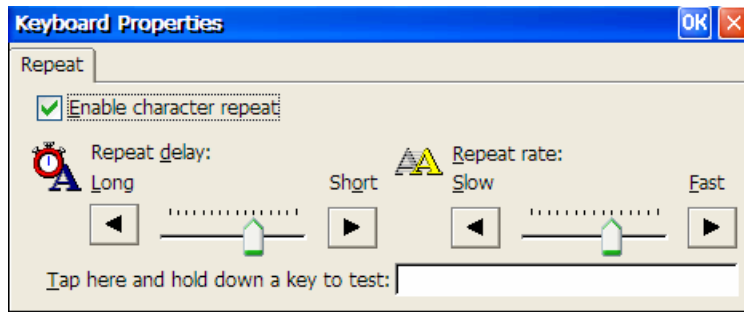 Keyboard Properties OK
Repeat
Enable character repeat
Repeat delay: Repeat rate:
Long Short Slow Fast
Tap here and hold down a key to test: